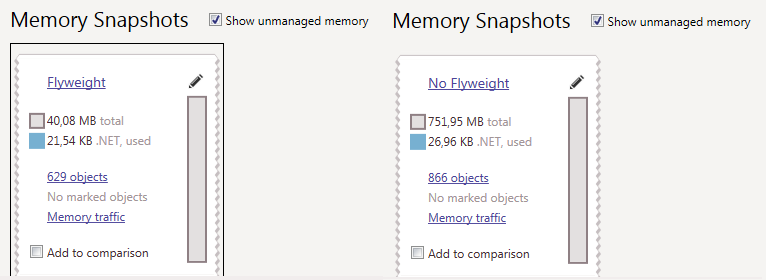 Memory Snapshots Show unmanaged memory
Flyweight
40,08 MB total
21,54 KB .NET, used
629 objects
No marked objects
Memory traffic
Add to comparison
Memory Snapshots Show unmanaged memory
No Flyweight
751,95 MB total
26,96 KB .NET, used
866 objects
No marked objects
Memory traffic
Add to comparison